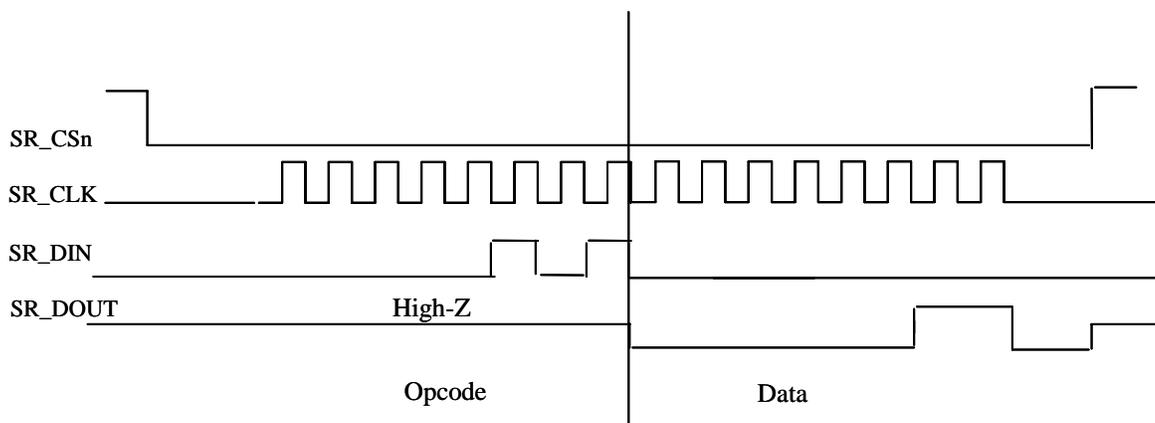 SR_CSn
SR_CLK
SR_DIN
SR_DOUT
High-Z
Opcode
Data